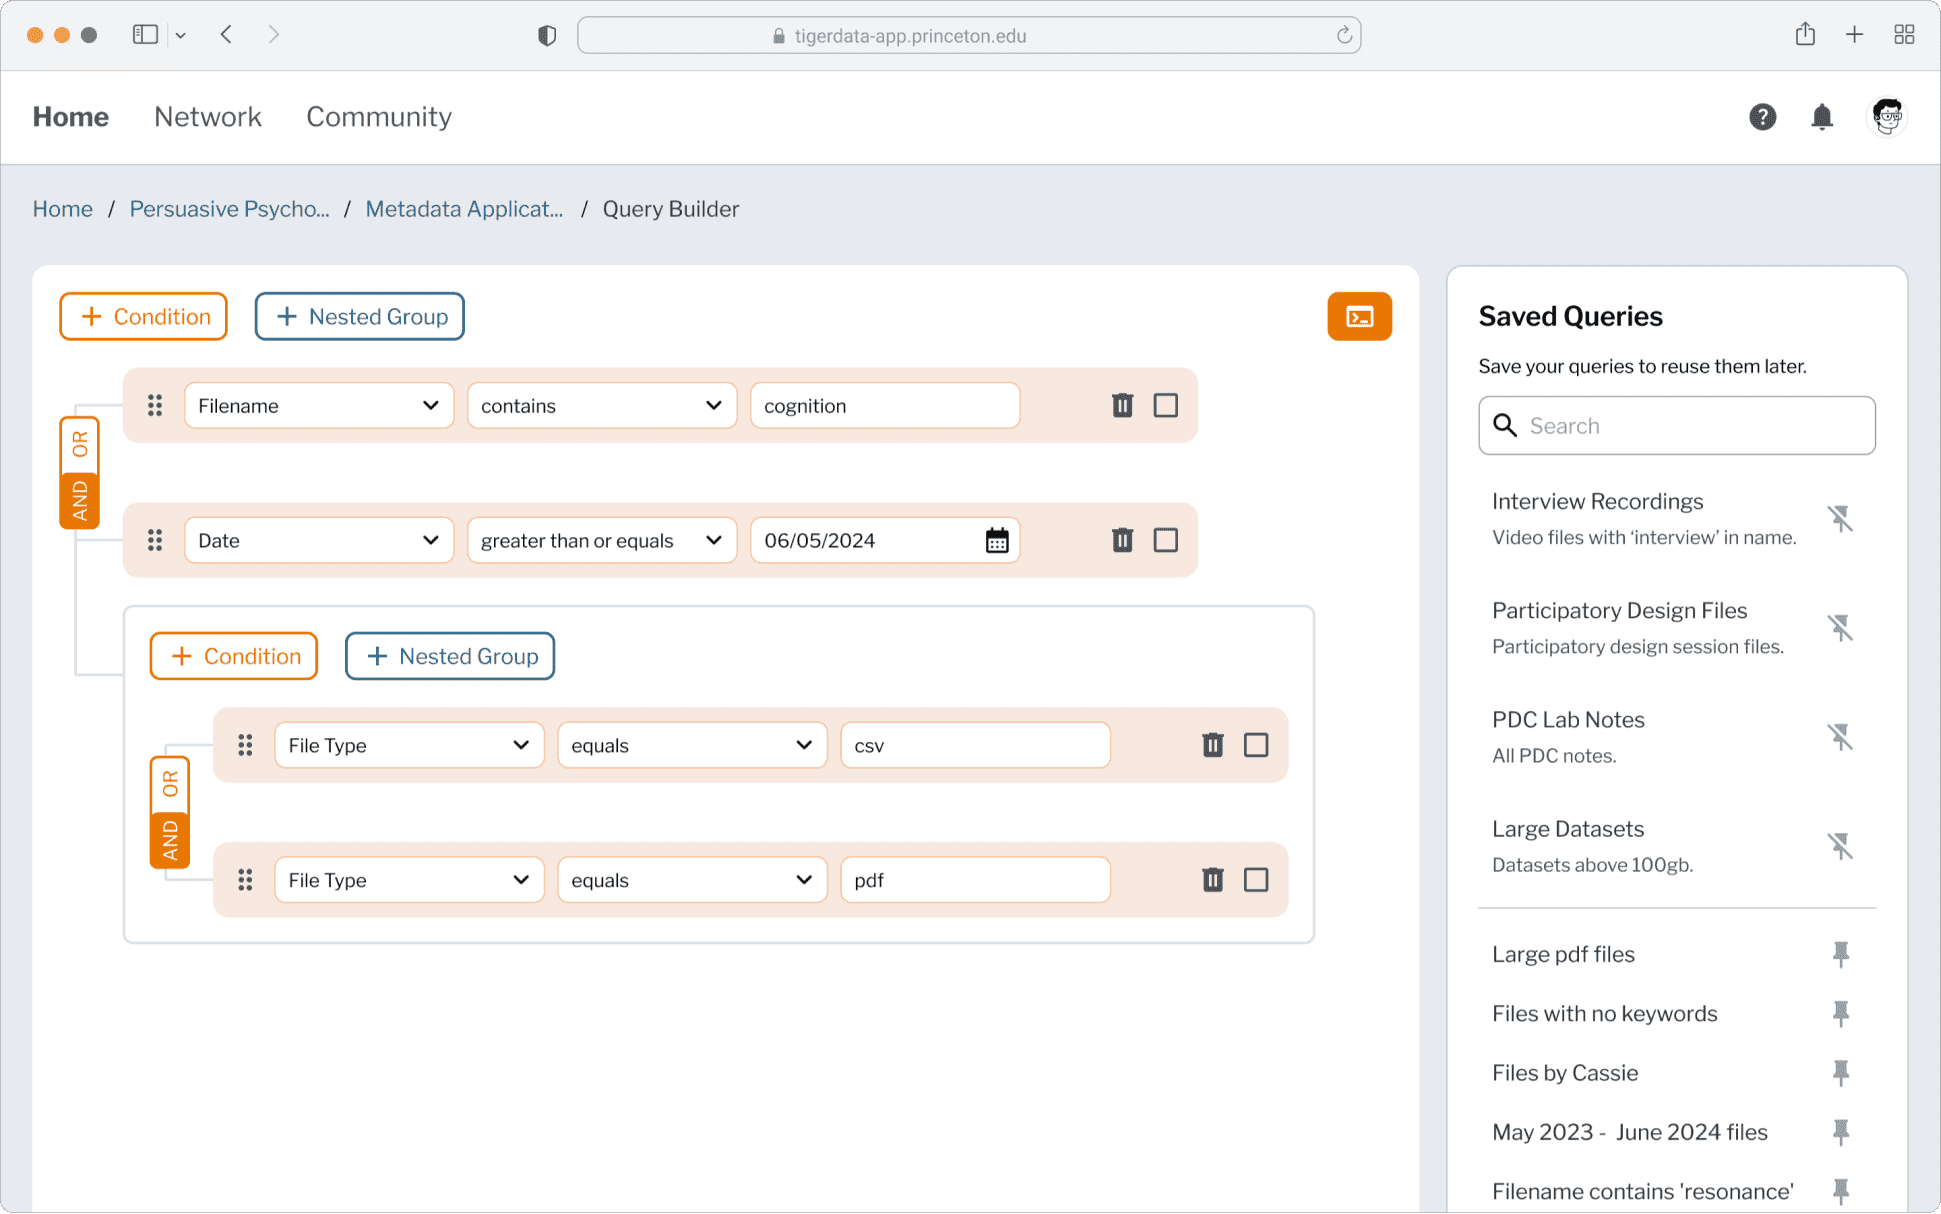 tigerdata-app.princeton.edu
Home Network Community
?
Home / Persuasive Psycho... / Metadata Applicat... / Query Builder
+ Condition + Nested Group
Filename contains cognition
OR
AND
Date greater than or equals 06/05/2024
+ Condition + Nested Group
File Type equals csv
OR
AND
File Type equals pdf
Saved Queries
Save your queries to reuse them later.
Search
Interview Recordings
Video files with ‘interview’ in name.
Participatory Design Files
Participatory design session files.
PDC Lab Notes
All PDC notes.
Large Datasets
Datasets above 100gb.
Large pdf files
Files with no keywords
Files by Cassie
May 2023 - June 2024 files
Filename contains 'resonance'